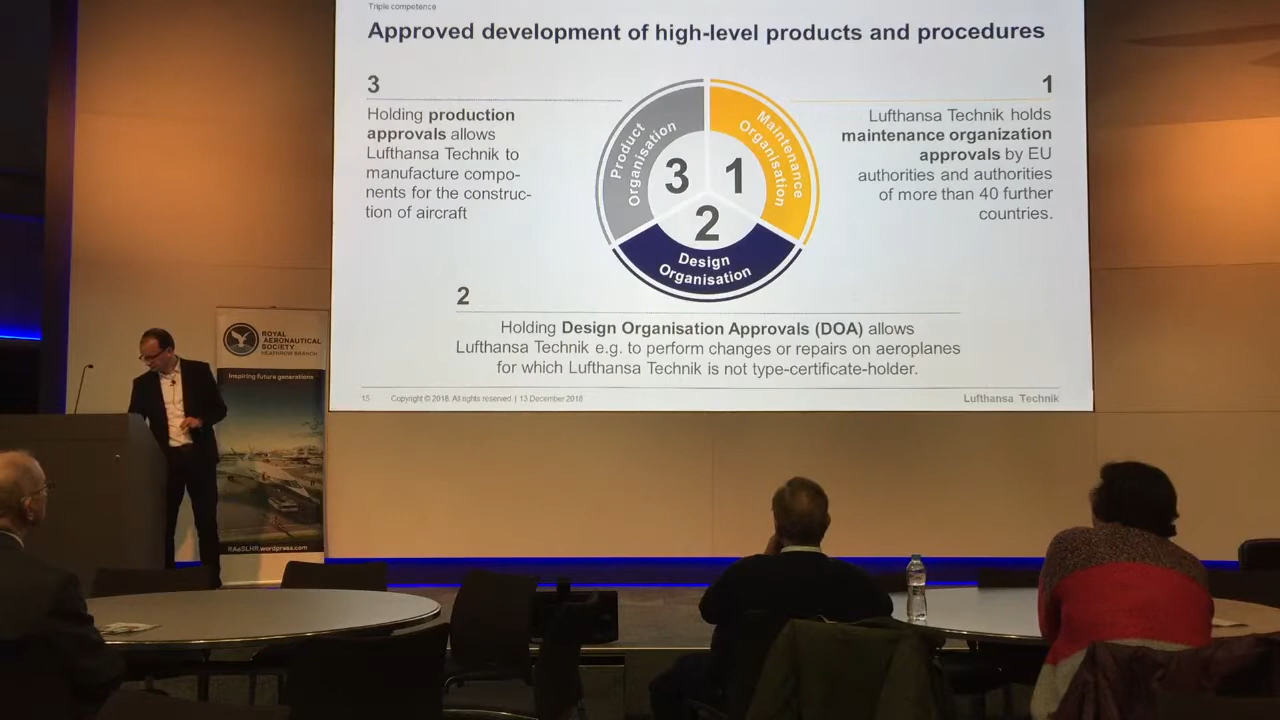 Triple competence
Approved development of high-level products and procedures
3
Holding production
approvals allows
Lufthansa Technik to
manufacture compo-
nents for the construc-
tion of aircraft
Product
Organisation
Maintenance
Organisation
3
1
2
Design
Organisation
1
Lufthansa Technik holds
maintenance organization
approvals by EU
authorities and authorities
of more than 40 further
countries.
2
Holding Design Organisation Approvals (DOA) allows
Lufthansa Technik e.g. to perform changes or repairs on aeroplanes
for which Lufthansa Technik is not type-certificate-holder.
15
Copyright © 2018. All rights reserved | 13 December 2018
Lufthansa Technik
ROYAL
AERONAUTICAL
SOCIETY
HEATHROW BRANCH
Inspiring future generations
RAeSLHR.wordpress.com